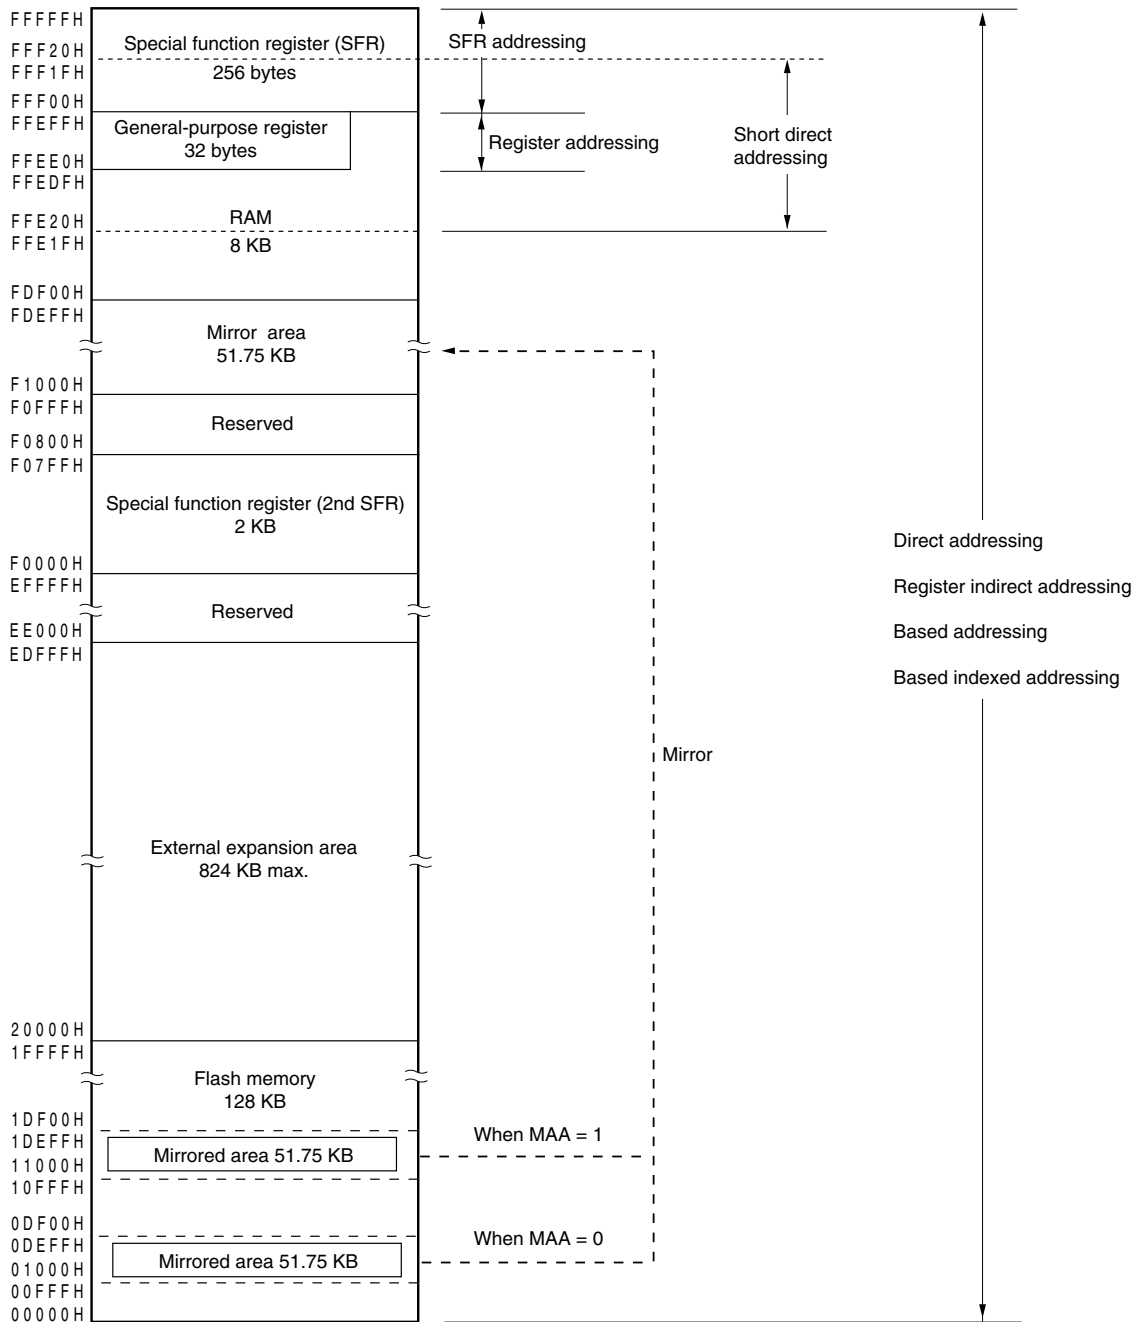 FFFFFH
Special function register (SFR)
256 bytes
SFR addressing
FFF20H
FFF1FH
FFF00H
FFEFFH
General-purpose register
32 bytes
Register addressing
Short direct
addressing
FFEE0H
FFEDFH
RAM
8 KB
FFE20H
FFE1FH
FDF00H
FDEFFH
Mirror area
51.75 KB
F1000H
F0FFFH
Reserved
F0800H
F07FFH
Special function register (2nd SFR)
2 KB
F0000H
EFFFFH
Reserved
EE000H
EDFFFH
Direct addressing
Register indirect addressing
Based addressing
Based indexed addressing
Mirror
External expansion area
824 KB max.
20000H
1FFFFH
Flash memory
128 KB
1DF00H
1DEFFH
Mirrored area 51.75 KB
When MAA = 1
11000H
10FFFH
0DF00H
0DEFFH
Mirrored area 51.75 KB
When MAA = 0
01000H
00FFFH
00000H